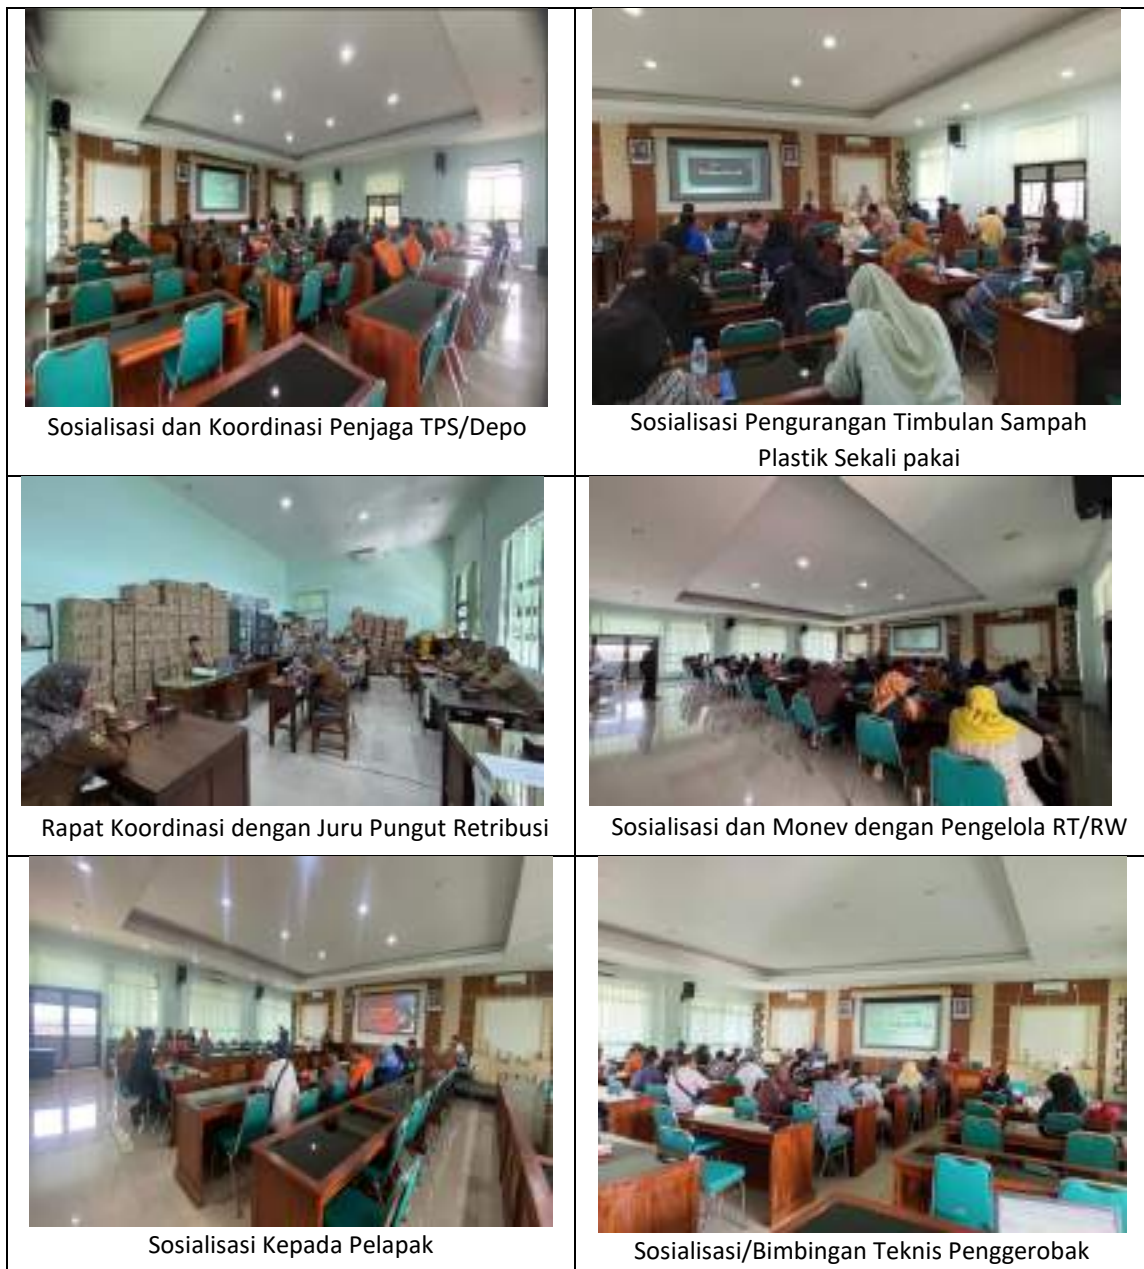 Sosialisasi dan Koordinasi Penjaga TPS/Depo
Sosialisasi Pengurangan Timbulan Sampah
Plastik Sekali pakai
Rapat Koordinasi dengan Juru Pungut Retribusi
Sosialisasi dan Monev dengan Pengelola RT/RW
Sosialisasi Kepada Pelapak
Sosialisasi/Bimbingan Teknis Penggerobak